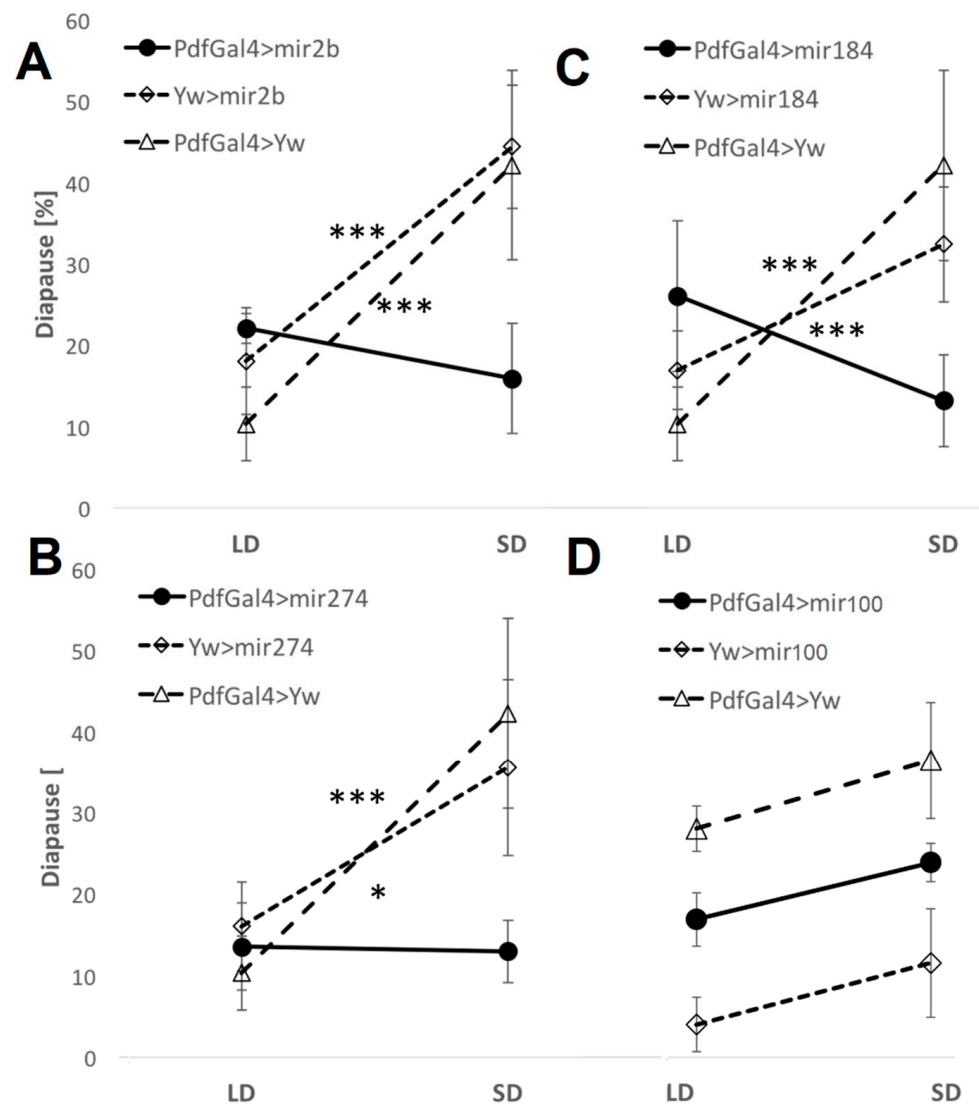 A
60
50
40
30
20
10
0
Diapause [%]
PdfGal4>mir2b
Yw>mir2b
PdfGal4>Yw
***
***
LD
SD
C
PdfGal4>mir184
Yw>mir184
PdfGal4>Yw
***
***
LD
SD
B
60
50
40
30
20
10
0
Diapause [
PdfGal4>mir274
Yw>mir274
PdfGal4>Yw
***
*
LD
SD
D
PdfGal4>mir100
Yw>mir100
PdfGal4>Yw
LD
SD